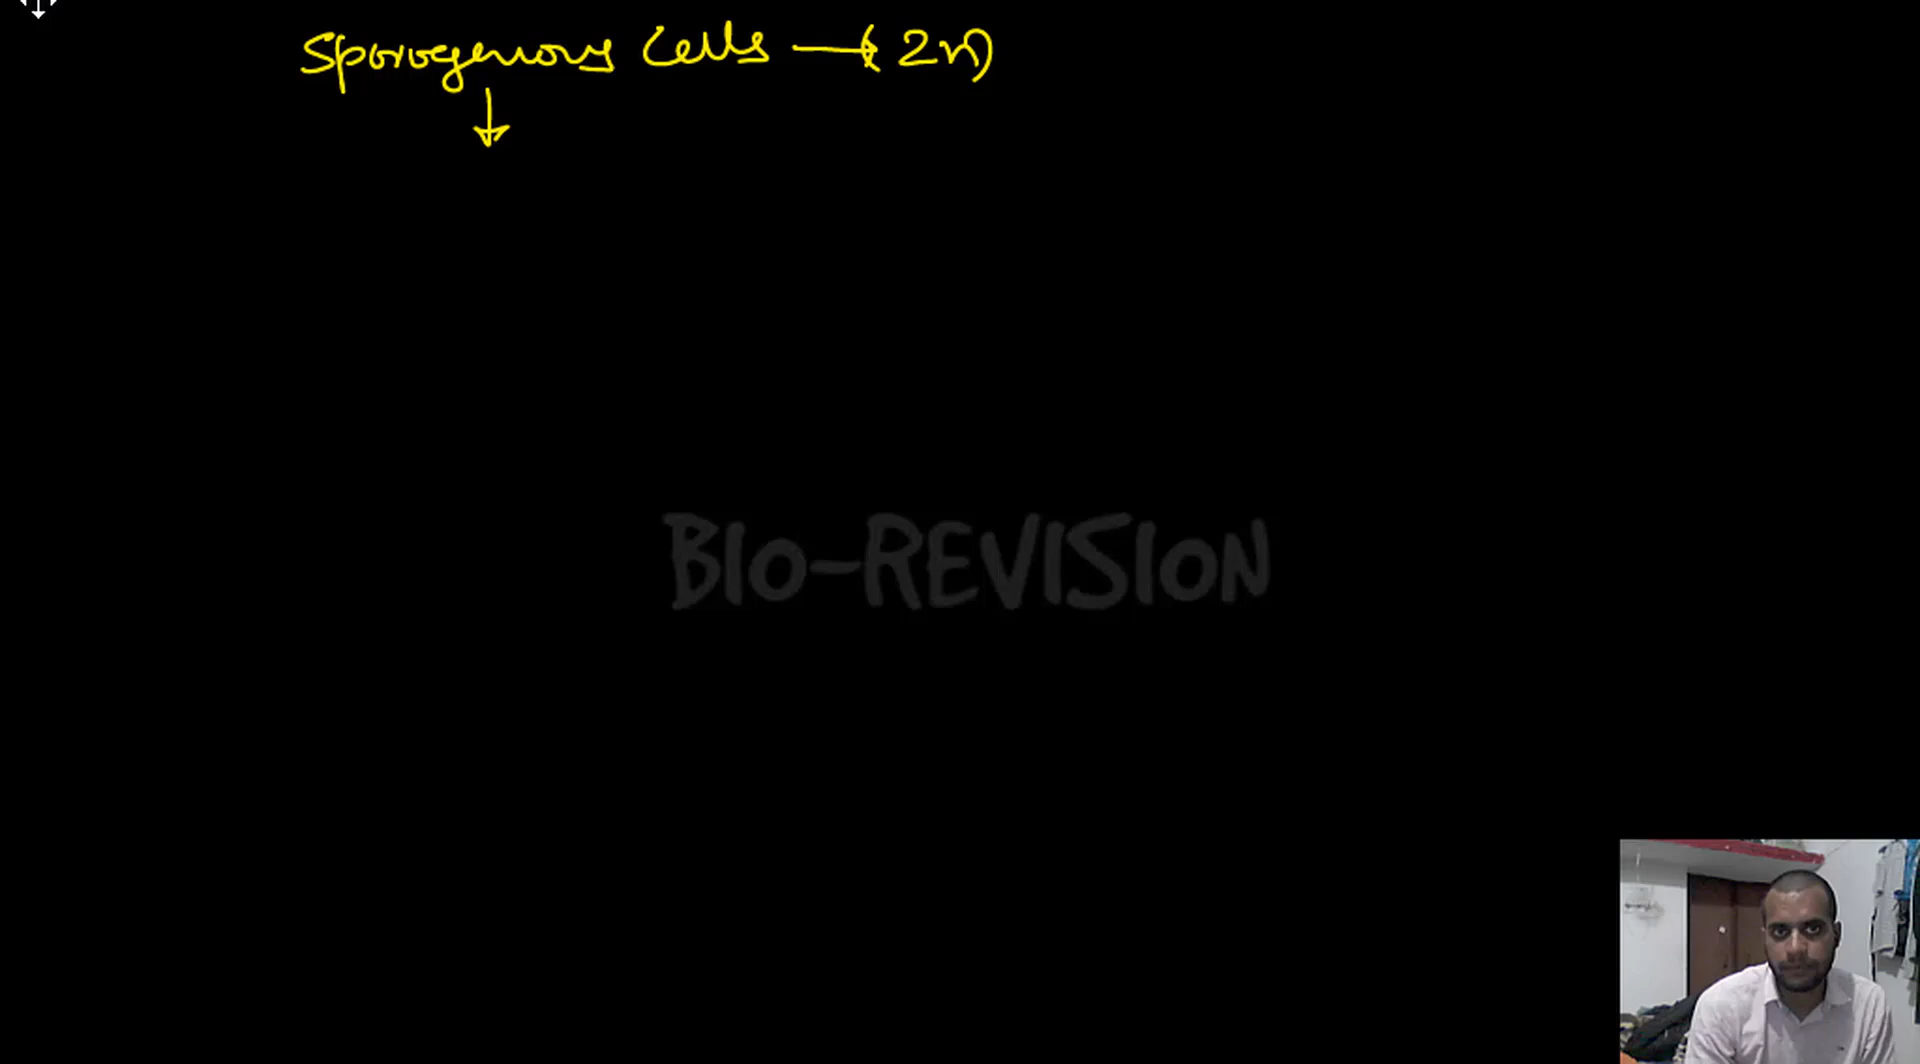 Sporogenous Cells → (2n)
↓
BIO-REVISION